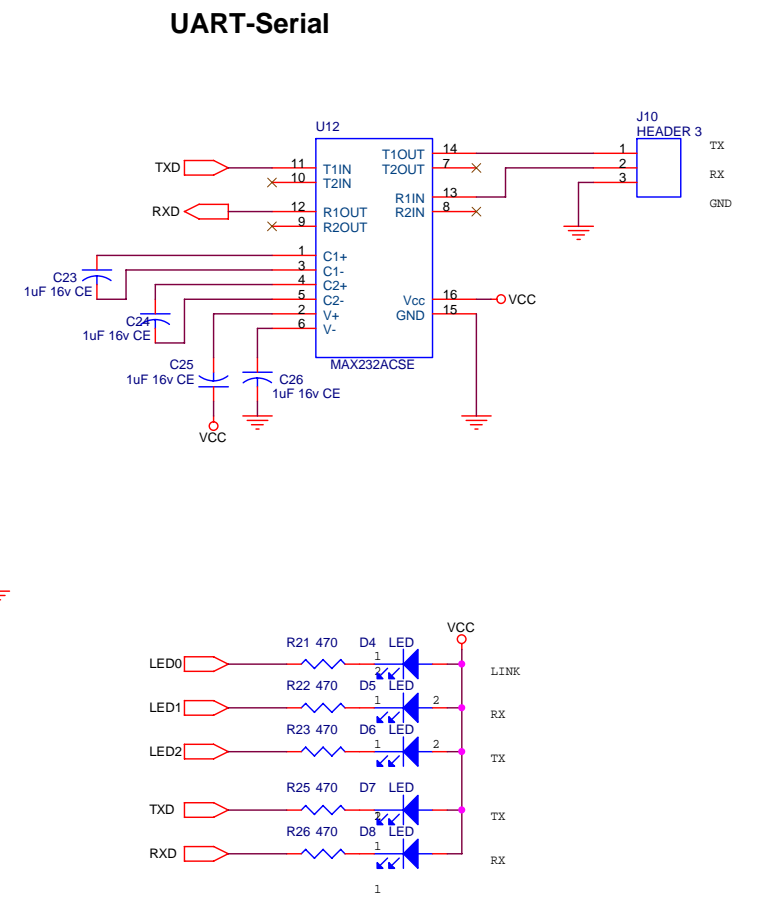 UART-Serial
J10
HEADER 3
U12
TXD 11 T1IN T1OUT 14 1 TX
10 T2IN T2OUT 7 2
RXD 12 R1OUT R1IN 13 3 RX
9 R2OUT R2IN 8 GND
1 C1+
C23 3 C1-
1uF 16v CE 4 C2+
5 C2- Vcc 16 VCC
C24 2 V+ GND 15
1uF 16v CE 6 V-
MAX232ACSE
C25
1uF 16v CE C26
1uF 16v CE
VCC
VCC
R21 470 D4 LED
LED0 1 LINK
2
R22 470 D5 LED
LED1 1 2 RX
R23 470 D6 LED
LED2 1 2 TX
R25 470 D7 LED
TXD TX
2
R26 470 D8 LED
RXD 1 RX
1